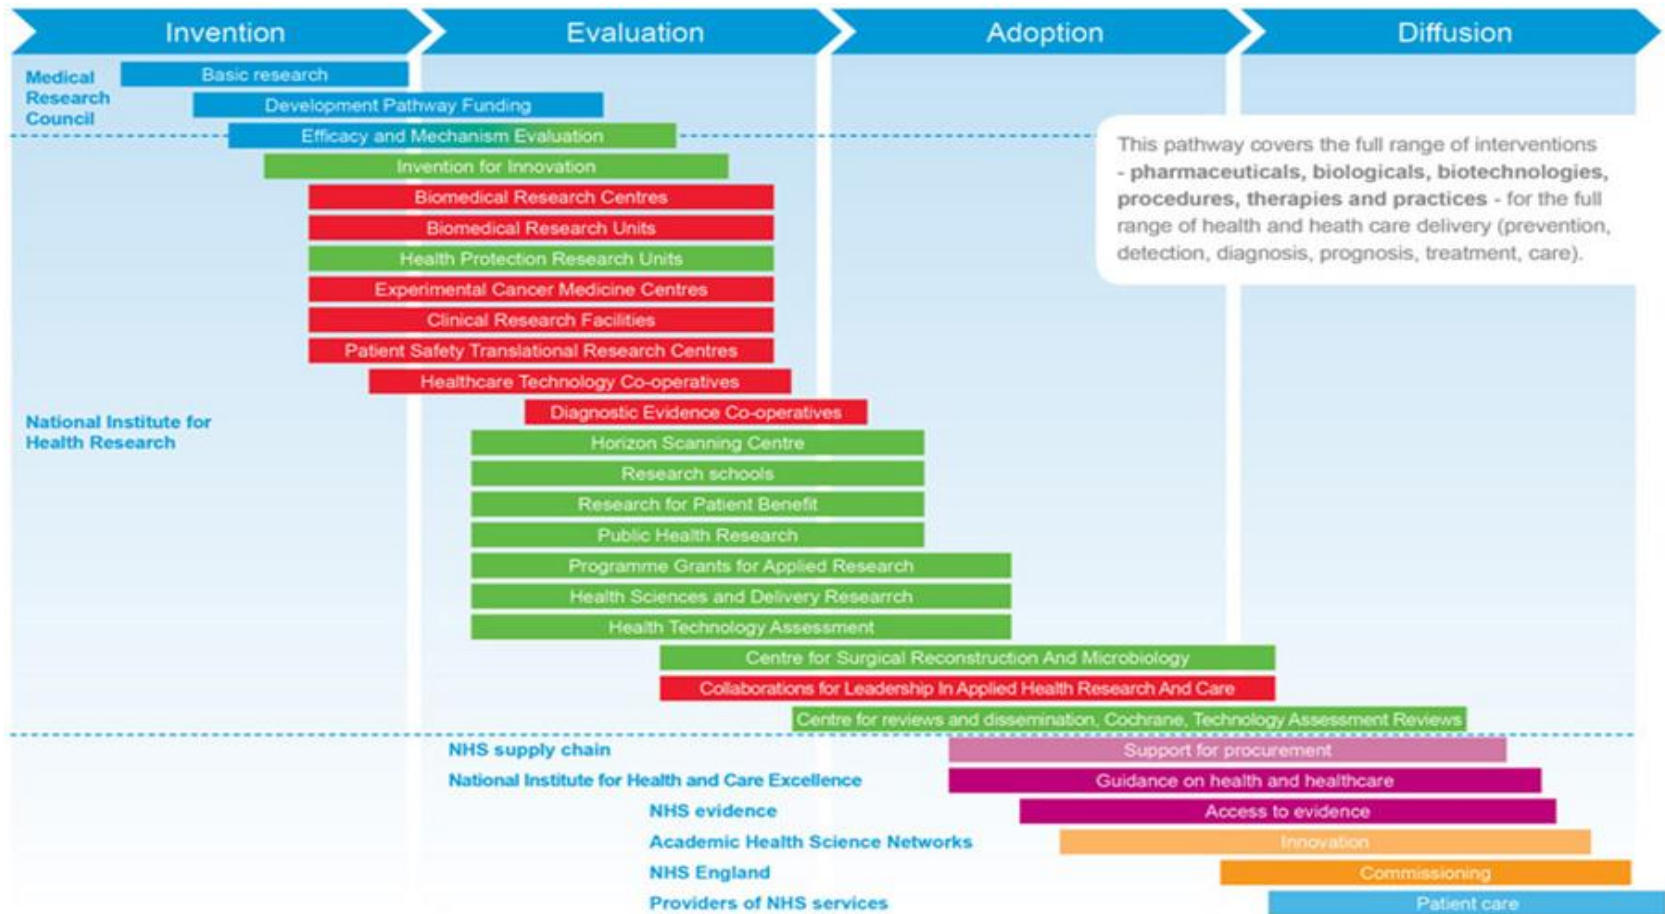 Invention
Evaluation
Adoption
Diffusion
Medical
Research
Council
Basic research
Development Pathway Funding
Efficacy and Mechanism Evaluation
Invention for Innovation
Biomedical Research Centres
Biomedical Research Units
Health Protection Research Units
Experimental Cancer Medicine Centres
Clinical Research Facilities
Patient Safety Translational Research Centres
Healthcare Technology Co-operatives
Diagnostic Evidence Co-operatives
This pathway covers the full range of interventions
- pharmaceuticals, biologicals, biotechnologies,
procedures, therapies and practices - for the full
range of health and heath care delivery (prevention,
detection, diagnosis, prognosis, treatment, care).
National Institute for
Health Research
Horizon Scanning Centre
Research schools
Research for Patient Benefit
Public Health Research
Programme Grants for Applied Research
Health Sciences and Delivery Researrch
Health Technology Assessment
Centre for Surgical Reconstruction And Microbiology
Collaborations for Leadership In Applied Health Research And Care
Centre for reviews and dissemination, Cochrane, Technology Assessment Reviews
NHS supply chain
Support for procurement
National Institute for Health and Care Excellence
Guidance on health and healthcare
NHS evidence
Access to evidence
Academic Health Science Networks
Innovation
NHS England
Commissioning
Providers of NHS services
Patient care